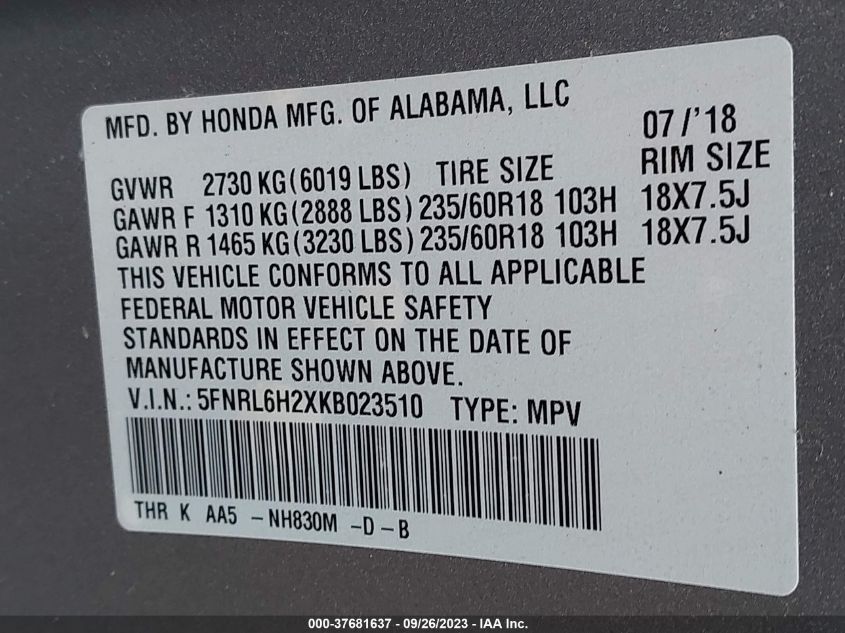 MFD. BY HONDA MFG. OF ALABAMA, LLC 07/'18
GVWR 2730 KG(6019 LBS) TIRE SIZE RIM SIZE
GAWR F 1310 KG(2888 LBS) 235/60R18 103H 18X7.5J
GAWR R 1465 KG(3230 LBS) 235/60R18 103H 18X7.5J
THIS VEHICLE CONFORMS TO ALL APPLICABLE
FEDERAL MOTOR VEHICLE SAFETY
STANDARDS IN EFFECT ON THE DATE OF
MANUFACTURE SHOWN ABOVE.
V.I.N.: 5FNRL6H2XKB023510 TYPE: MPV
THR K AA5 -NH830M -D-B
000-37681637 - 09/26/2023 - IAA Inc.